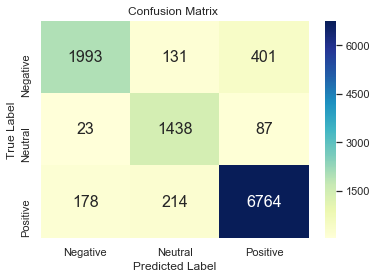 Confusion Matrix
True Label
Negative
1993 131 401
Neutral
23 1438 87
Positive
178 214 6764
Negative Neutral Positive
Predicted Label
6000
4500
3000
1500